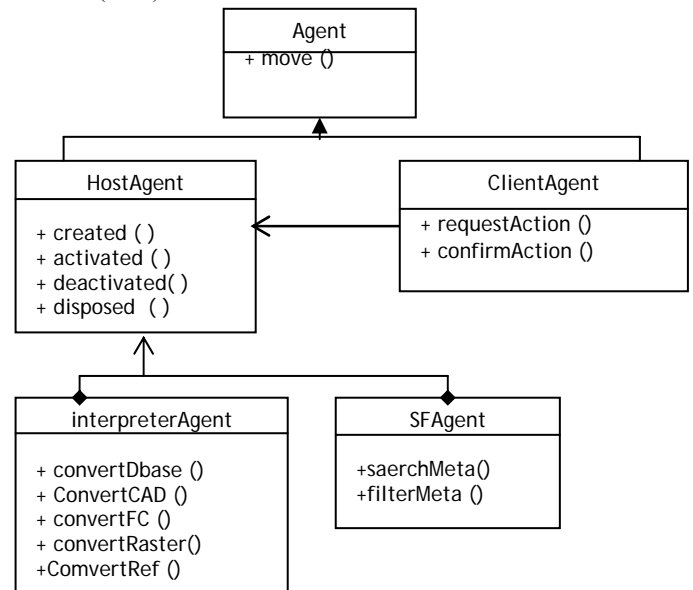 Agent
+ move ()
HostAgent
+ created ( )
+ activated ( )
+ deactivated( )
+ disposed ( )
ClientAgent
+ requestAction ()
+ confirmAction ()
interpreterAgent
+ convertDbase ()
+ ConvertCAD ()
+ convertFC ()
+ convertRaster()
+ComvertRef ()
SFAgent
+saerchMeta()
+filterMeta ()